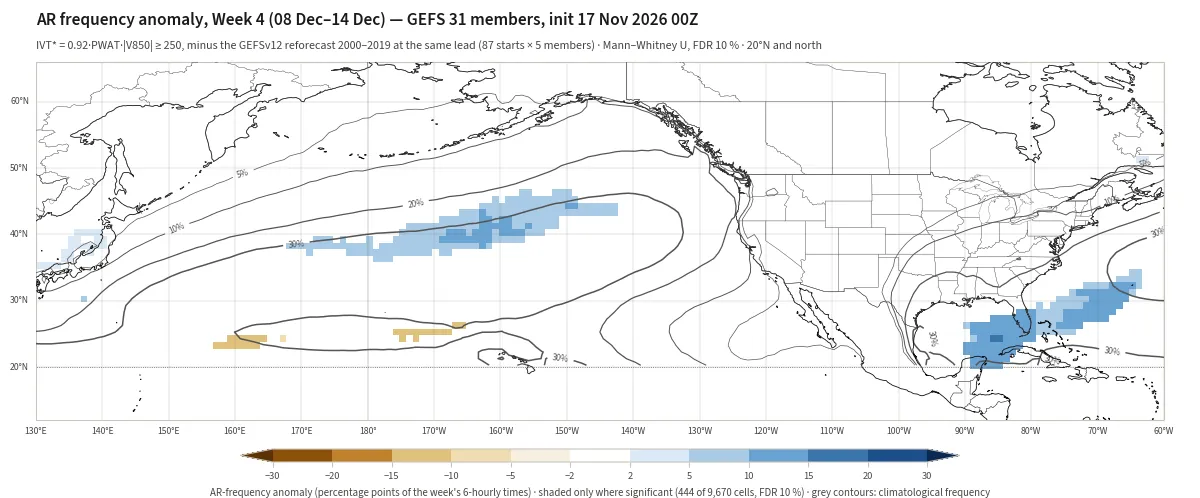 AR frequency anomaly, Week 4 (08 Dec–14 Dec) — GEFS 31 members, init 17 Nov 2026 00Z
IVT* = 0.92·PWAT·|V850| ≥ 250, minus the GEFSv12 reforecast 2000–2019 at the same lead (87 starts × 5 members) · Mann–Whitney U, FDR 10 % · 20°N and north
60°N
50°N
40°N
30°N
20°N
5%
10%
20%
30%
30%
30%
5%
10%
30%
30%
130°E 140°E 150°E 160°E 170°E 180° 170°W 160°W 150°W 140°W 130°W 120°W 110°W 100°W 90°W 80°W 70°W 60°W
−30 −20 −15 −10 −5 −2 2 5 10 15 20 30
AR-frequency anomaly (percentage points of the week's 6-hourly times) · shaded only where significant (444 of 9,670 cells, FDR 10 %) · grey contours: climatological frequency